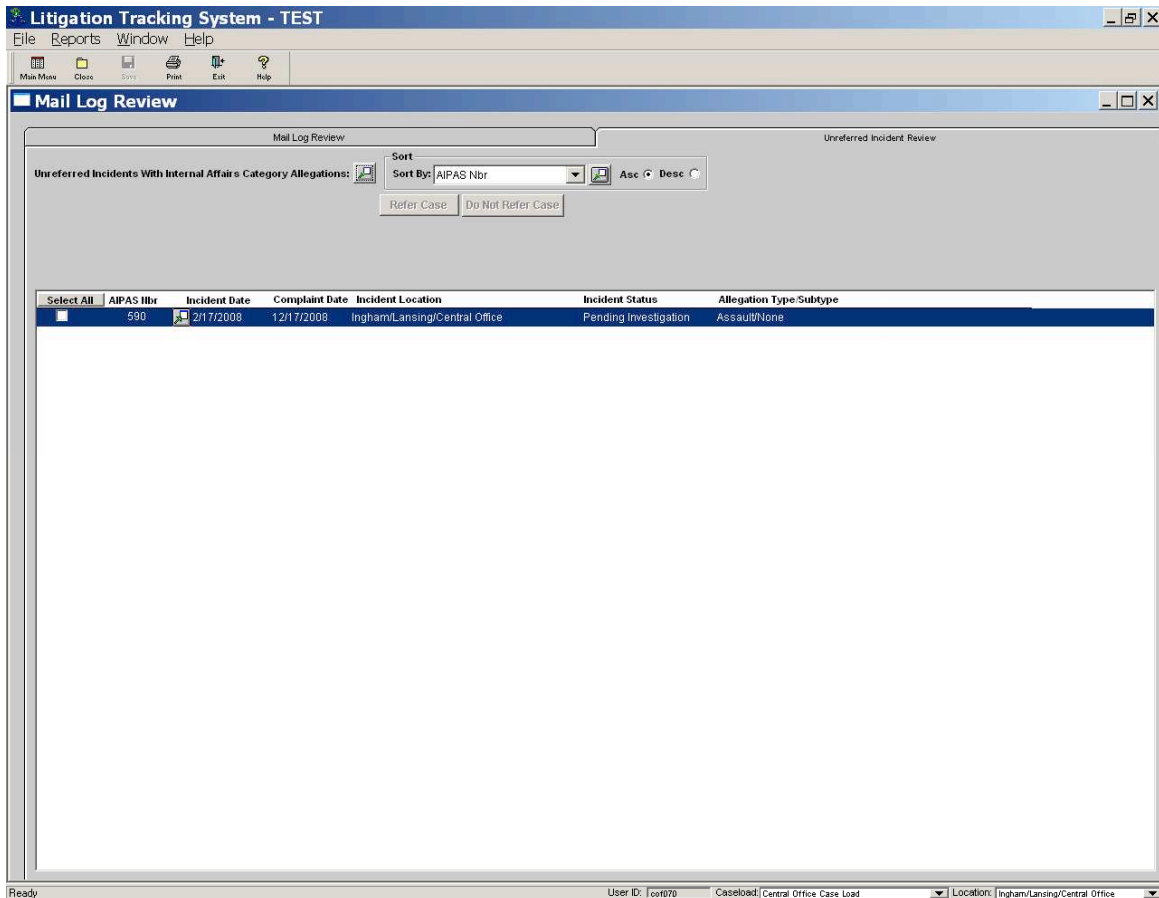 Litigation Tracking System - TEST
File Reports Window Help
Main Menu Close Save Print Exit Help
Mail Log Review
Mail Log Review Unreferred Incident Review
Sort
Unreferred Incidents With Internal Affairs Category Allegations: Sort By: AIPAS Nbr Asc Desc
Refer Case Do Not Refer Case
Select All AIPAS Nbr Incident Date Complaint Date Incident Location Incident Status Allegation Type/Subtype
590 2/17/2008 12/17/2008 Ingham/Lansing/Central Office Pending Investigation Assault/None
Ready User ID: cof070 Caseload: Central Office Case Load Location: Ingham/Lansing/Central Office